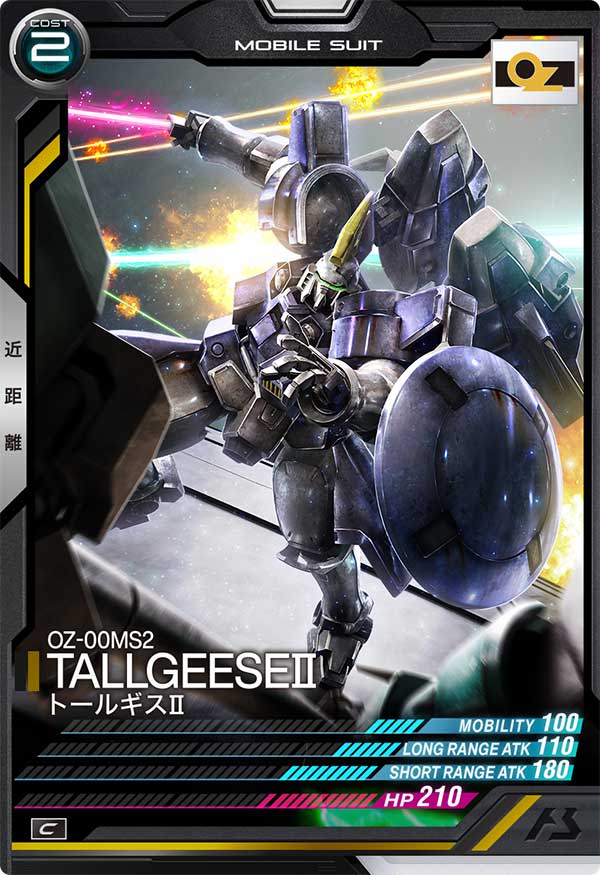 COST
2
MOBILE SUIT
OZ
近距離
OZ-00MS2
TALLGEESEⅡ
トールギスⅡ
MOBILITY 100
LONG RANGE ATK 110
SHORT RANGE ATK 180
HP 210
C